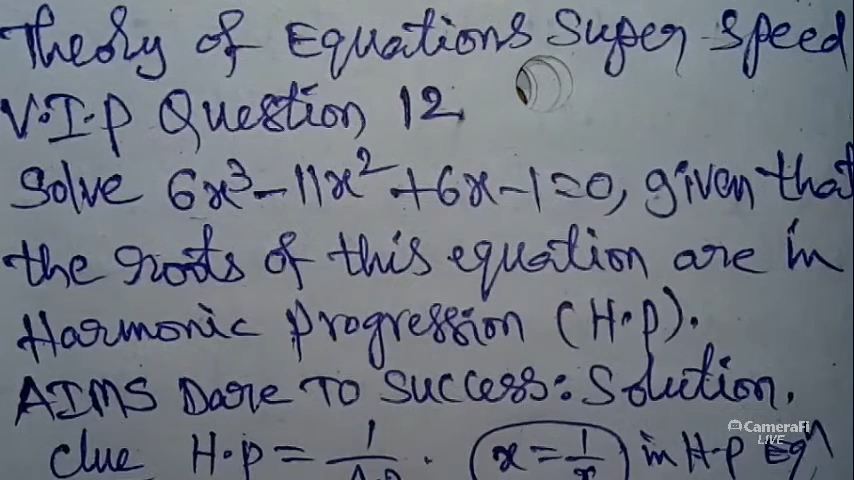 Theory of Equations Super Speed
V.I.P Question 12.
Solve 6x³-11x²+6x-1=0, given that
the roots of this equation are in
Harmonic Progression (H.P).
AIMS Dare To Success: Solution.
CameraFi
LIVE
Clue H.P = 1/A.P . x = 1/x in H.P Eqⁿ